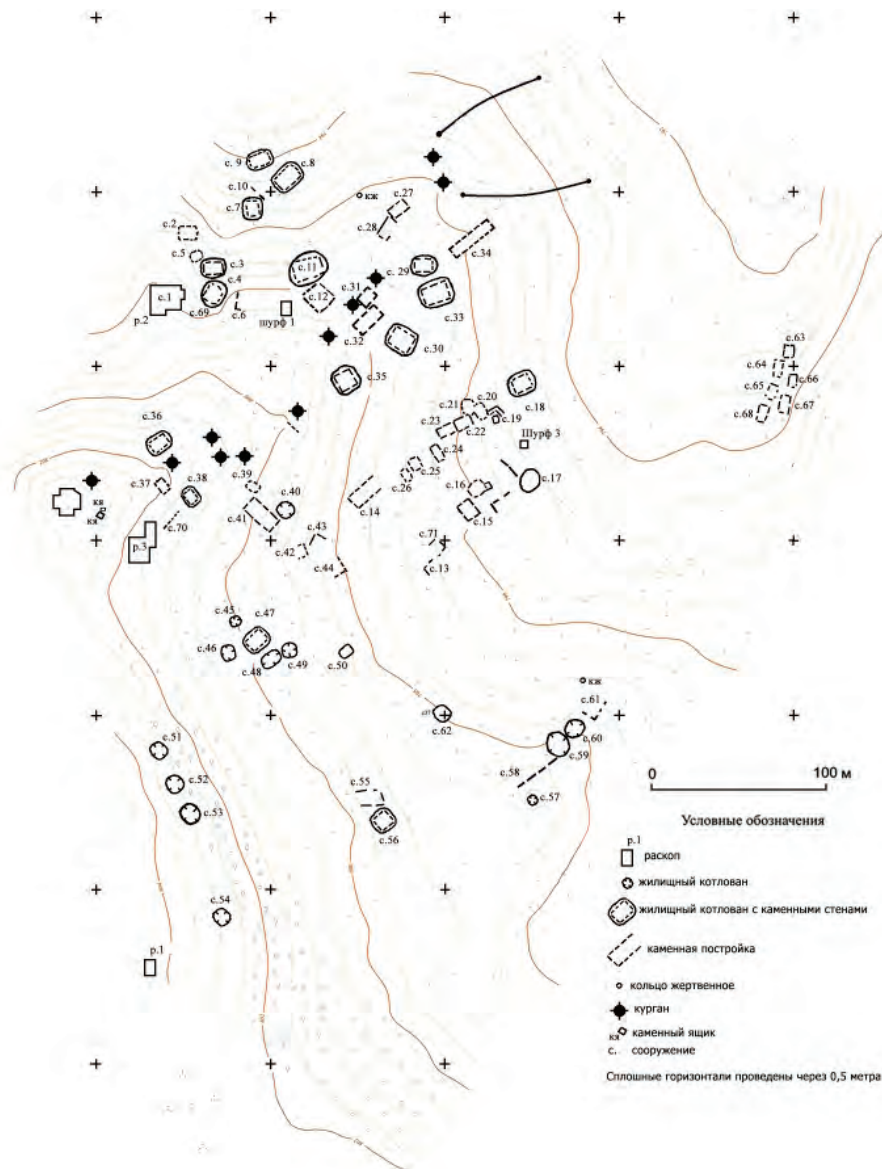 с. 9
с.8
с.10
с.7
кж
с.27
с.28
с.2
с.5
с.3
с.4
с.11
с.12
с. 29
с.31
с.34
с.33
с.1
р.2
с.69
с.6
шурф 1
с.32
с.30
с.35
с.63
с.64
с.65
с.66
с.67
с.68
с.36
с.21
с.20
с.19
с.18
с.23
с.22
Шурф 3
с.24
с.25
с.26
с.37
с.38
с.39
с.40
с.41
с.14
с.16
с.17
с.15
кя
кя
с.70
р.3
с.42
с.43
с.44
с.71
с.13
с.45
с.47
с.46
с.48
с.49
с.50
кж
с.61
с.62
с.60
с.59
с.51
с.52
с.53
с.58
с.57
с.55
с.56
с.54
р.1
0
100 м
Условные обозначения
р.1
раскоп
жилищный котлован
жилищный котлован с каменными стенами
каменная постройка
кольцо жертвенное
курган
кя
каменный ящик
с.
сооружение
Сплошные горизонтали проведены через 0,5 метра